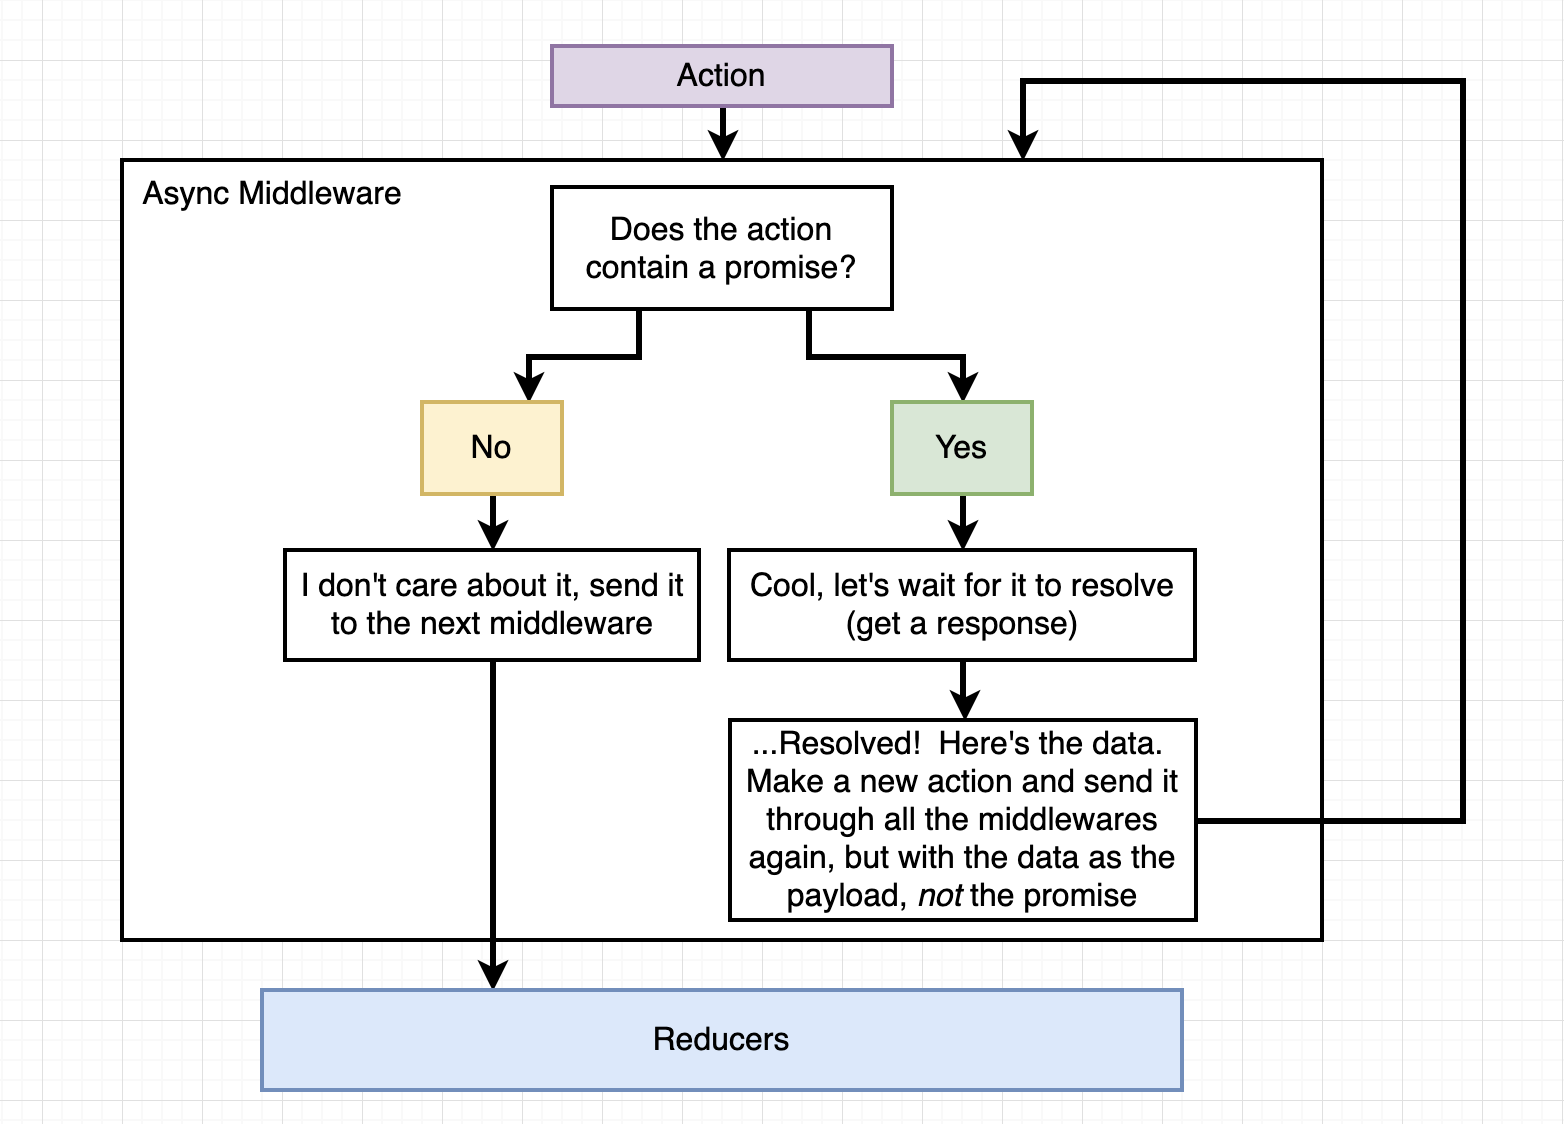 Action
Async Middleware
Does the action
contain a promise?
No
Yes
I don't care about it, send it
to the next middleware
Cool, let's wait for it to resolve
(get a response)
...Resolved!  Here's the data.
Make a new action and send it
through all the middlewares
again, but with the data as the
payload, not the promise
Reducers